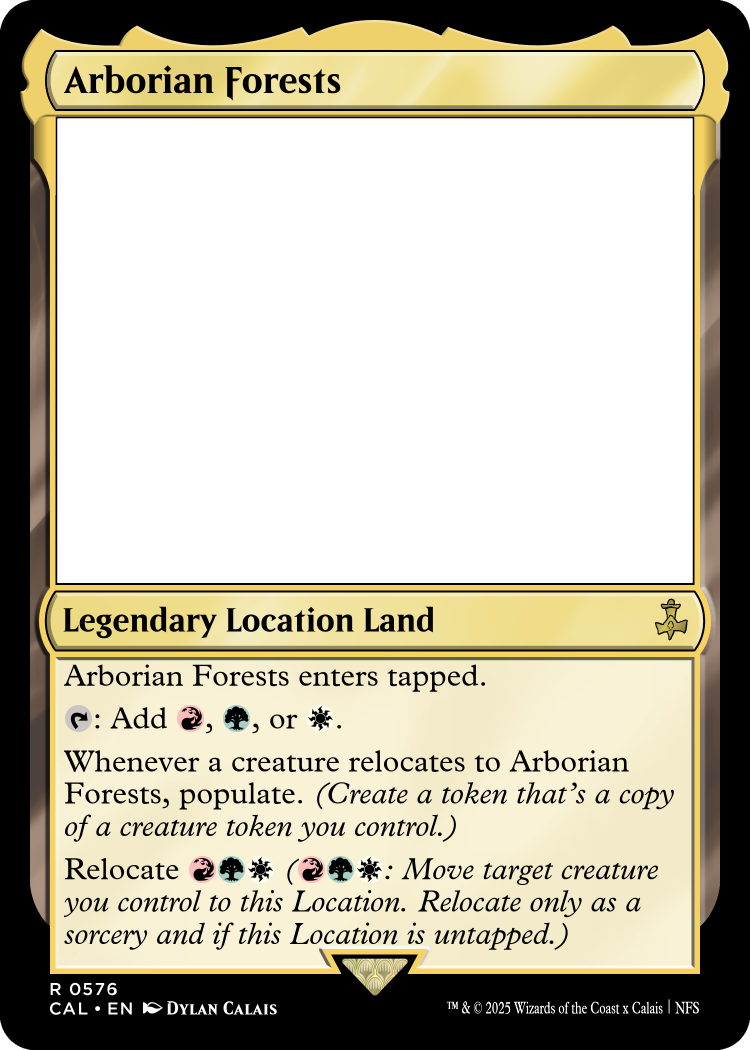 Arborian Forests
Legendary Location Land
Arborian Forests enters tapped.
: Add , , or .
Whenever a creature relocates to Arborian
Forests, populate. (Create a token that's a copy
of a creature token you control.)
Relocate (: Move target creature
you control to this Location. Relocate only as a
sorcery and if this Location is untapped.)
R 0576
CAL • EN Dylan Calais
™ & © 2025 Wizards of the Coast x Calais | NFS